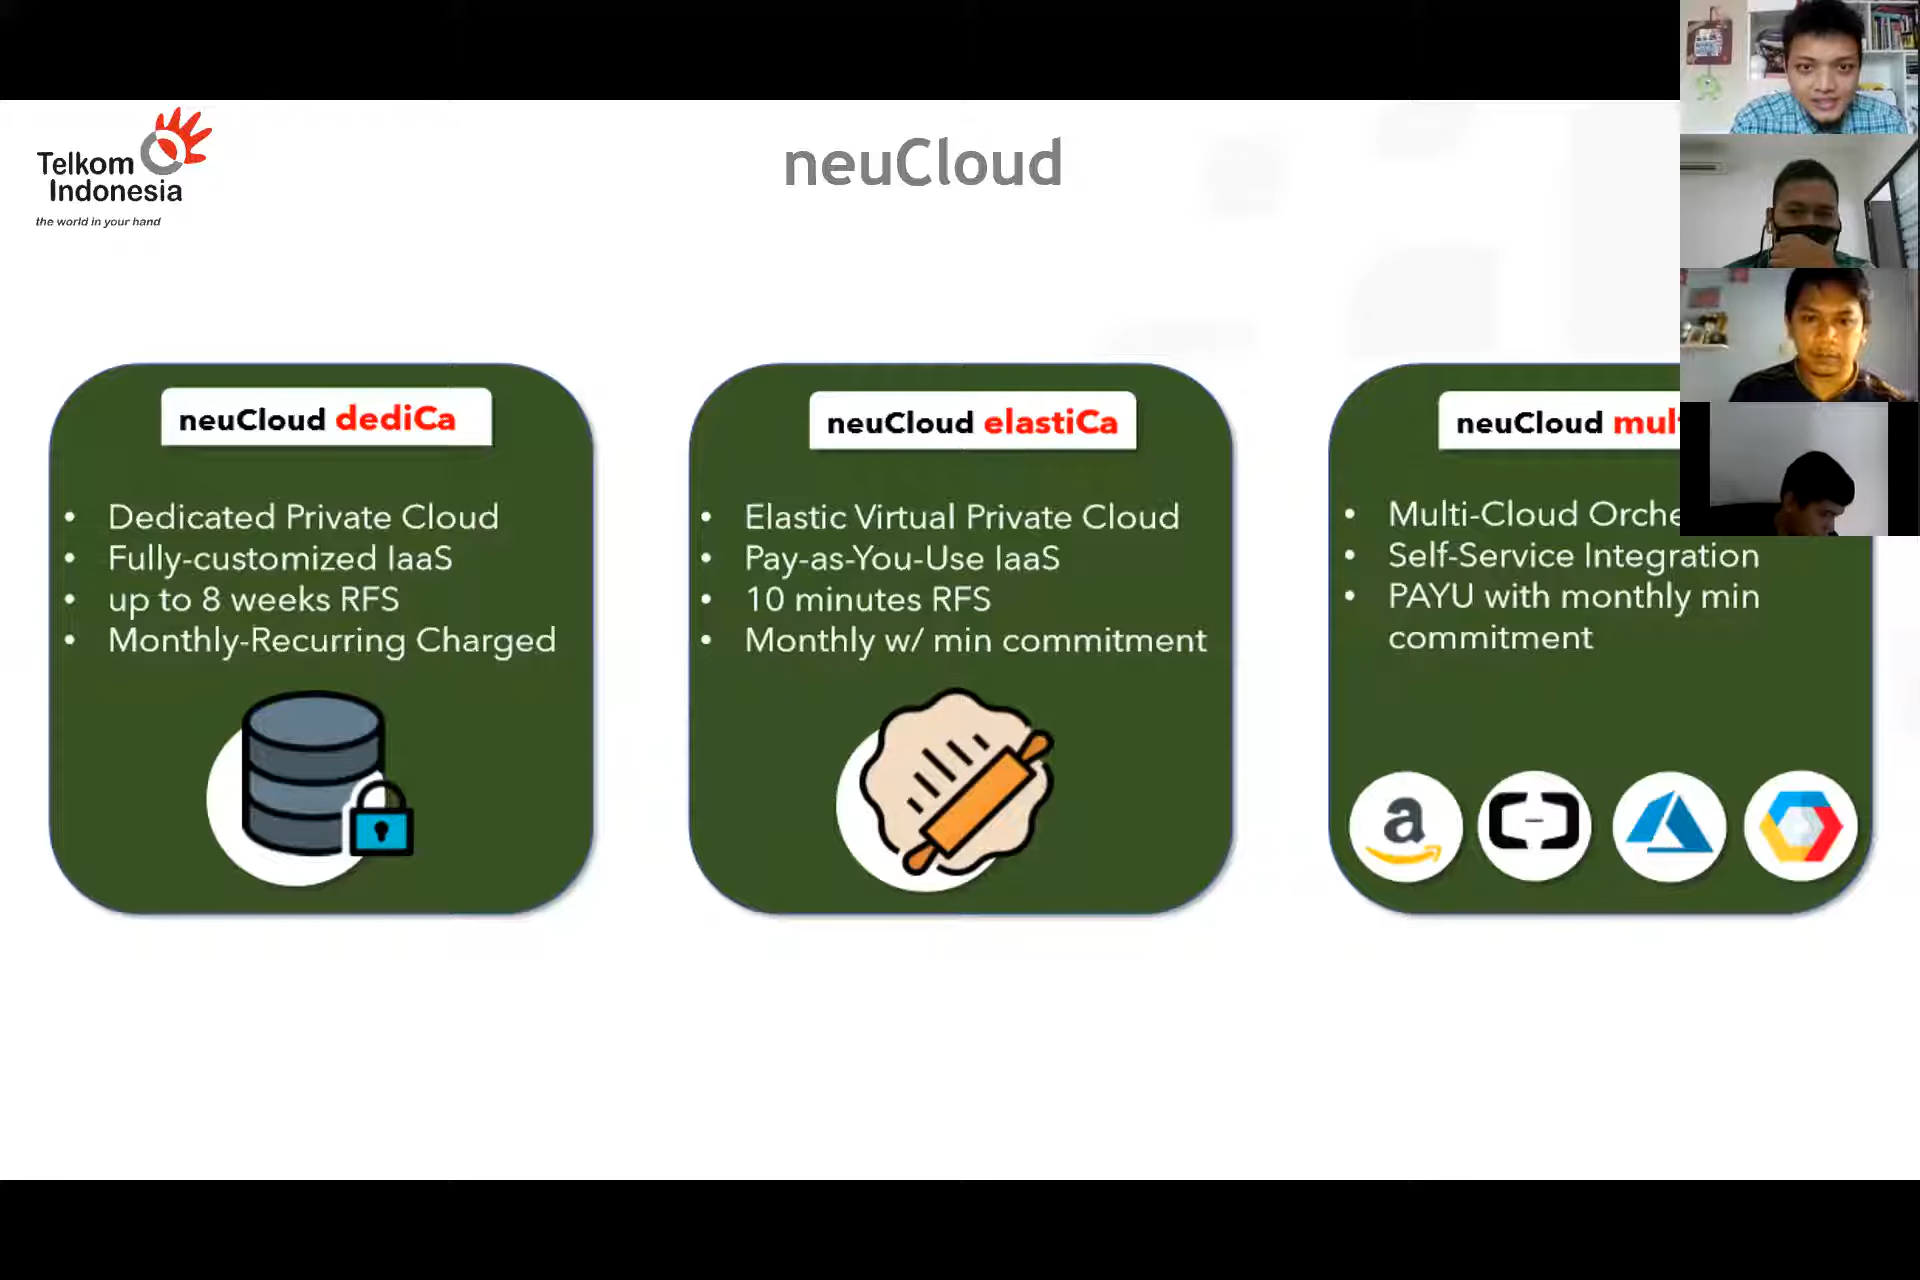 Telkom
Indonesia
the world in your hand
neuCloud
neuCloud dediCa
• Dedicated Private Cloud
• Fully-customized IaaS
• up to 8 weeks RFS
• Monthly-Recurring Charged
neuCloud elastiCa
• Elastic Virtual Private Cloud
• Pay-as-You-Use IaaS
• 10 minutes RFS
• Monthly w/ min commitment
neuCloud
• Multi-Cloud
• Self-Service Integration
• PAYU with monthly min
commitment
a